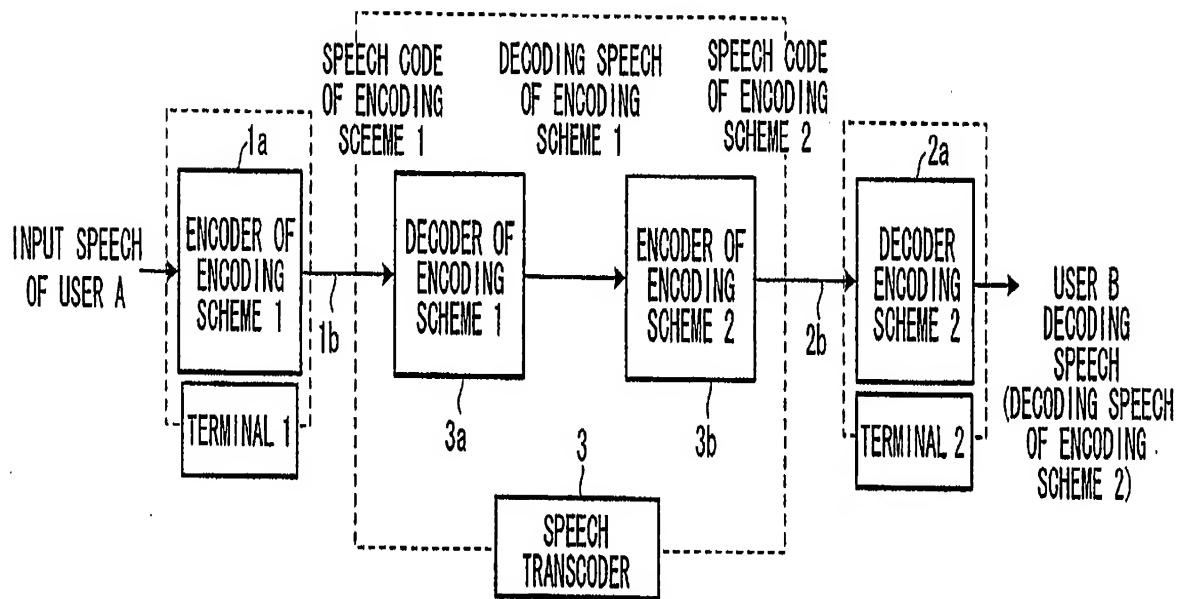 SPEECH CODE
OF ENCODING
SCEEME 1
DECODING SPEECH
OF ENCODING
SCHEME 1
SPEECH CODE
OF ENCODING
SCHEME 2
1a
2a
INPUT SPEECH
OF USER A
ENCODER OF
ENCODING
SCHEME 1
DECODER OF
ENCODING
SCHEME 1
ENCODER OF
ENCODING
SCHEME 2
DECODER
ENCODING
SCHEME 2
USER B
DECODING
SPEECH
(DECODING SPEECH
OF ENCODING
SCHEME 2)
1b
2b
3a
3b
TERMINAL 1
TERMINAL 2
3
SPEECH
TRANSCODER